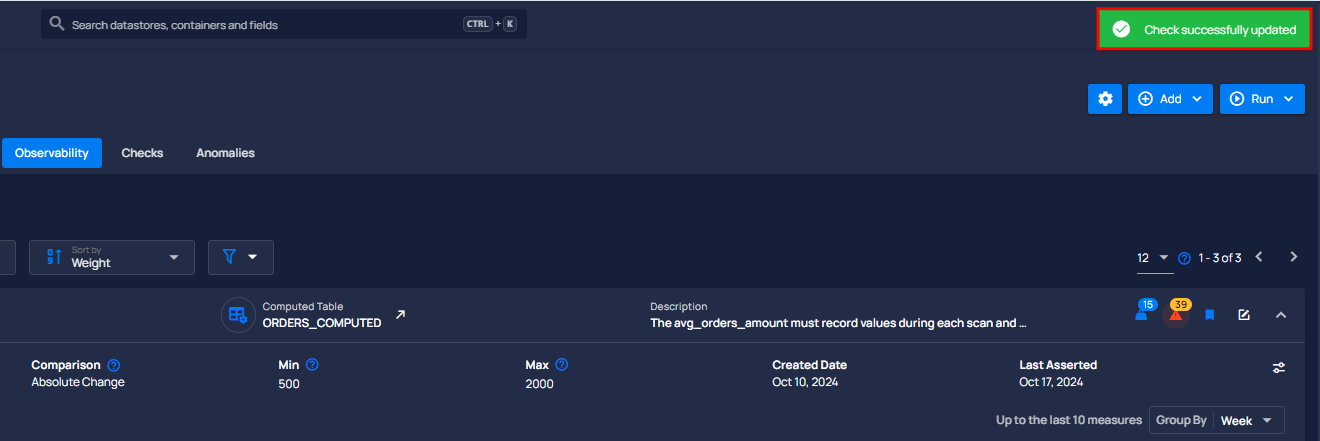 Search datastores, containers and fields
CTRL + K
Check successfully updated
Add
Run
Observability
Checks
Anomalies
Sort by
Weight
12
1 - 3 of 3
Computed Table
ORDERS_COMPUTED
Description
The avg_orders_amount must record values during each scan and ...
15
39
Comparison
Absolute Change
Min
500
Max
2000
Created Date
Oct 10, 2024
Last Asserted
Oct 17, 2024
Up to the last 10 measures
Group By
Week